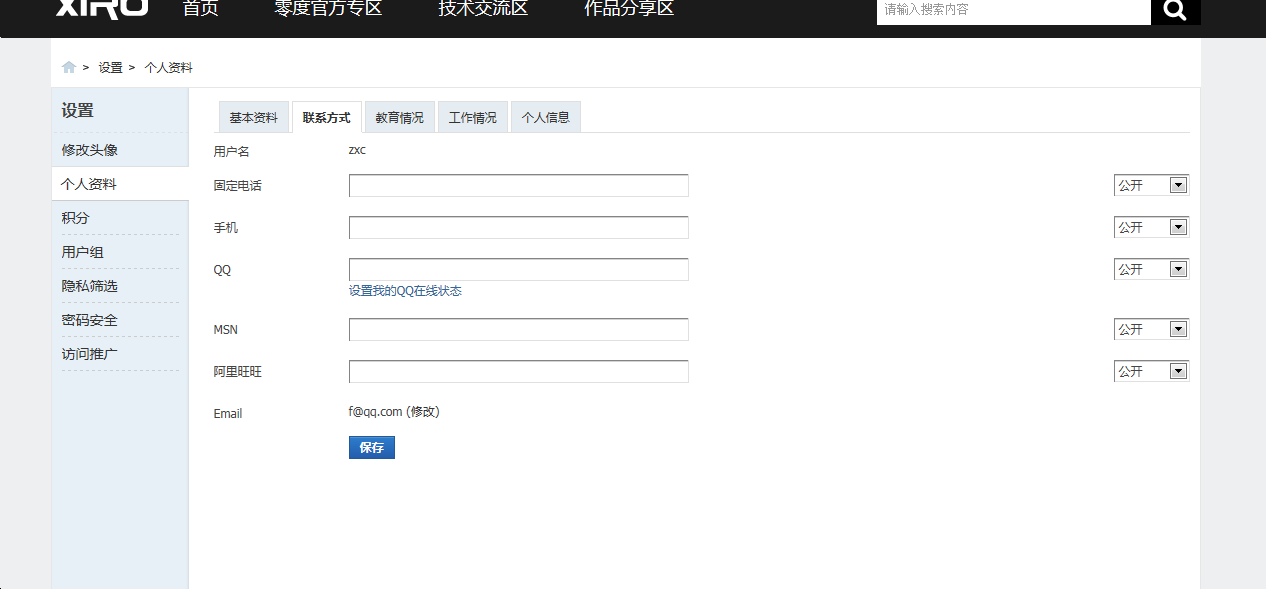 XIRO 首页 零度官方专区 技术交流区 作品分享区 请输入搜索内容
> 设置 > 个人资料
设置
修改头像
个人资料
积分
用户组
隐私筛选
密码安全
访问推广
基本资料 联系方式 教育情况 工作情况 个人信息
用户名 zxc
固定电话 公开
手机 公开
QQ 公开
设置我的QQ在线状态
MSN 公开
阿里旺旺 公开
Email f@qq.com (修改)
保存